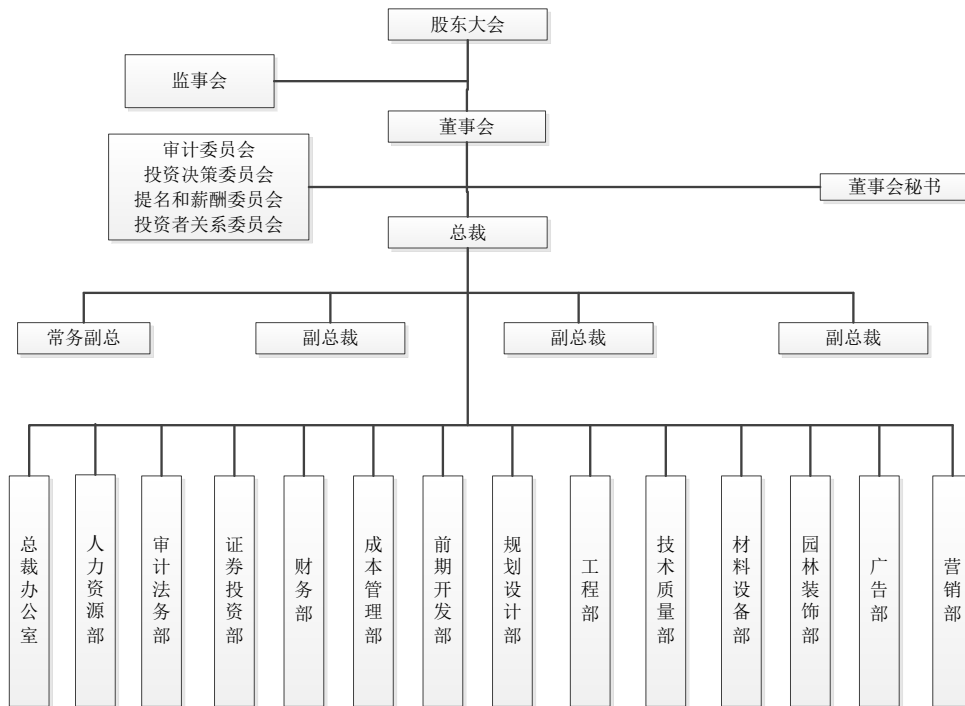 股东大会
监事会
董事会
审计委员会
投资决策委员会
提名和薪酬委员会
投资者关系委员会
董事会秘书
总裁
常务副总
副总裁
副总裁
副总裁
总裁办公室
人力资源部
审计法务部
证券投资部
财务部
成本管理部
前期开发部
规划设计部
工程部
技术质量部
材料设备部
园林装饰部
广告部
营销部